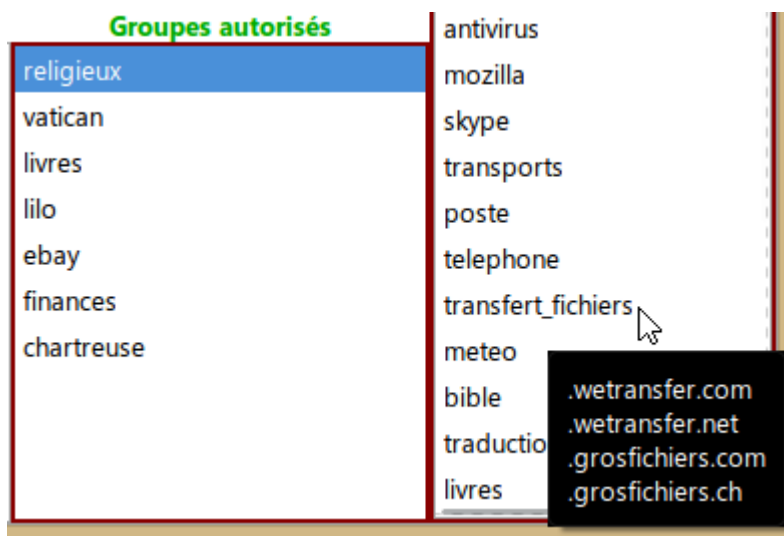 Groupes autorisés
religieux
vatican
livres
lilo
ebay
finances
chartreuse
antivirus
mozilla
skype
transports
poste
telephone
transfert_fichiers
meteo
bible
traductio
livres
.wetransfer.com
.wetransfer.net
.grosfichiers.com
.grosfichiers.ch